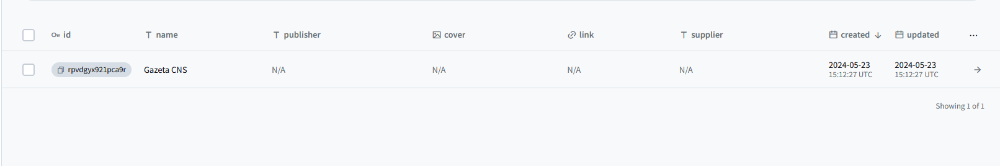 id name publisher cover link supplier created updated ...
rpvdgyx921pca9r Gazeta CNS N/A N/A N/A N/A 2024-05-23 2024-05-23
15:12:27 UTC 15:12:27 UTC
Showing 1 of 1